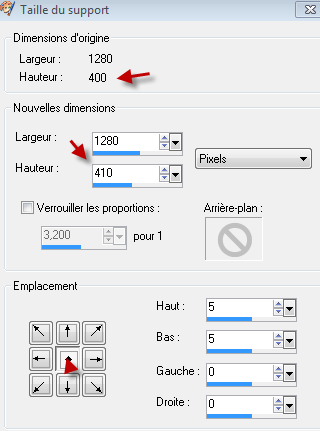 Taille du support
Dimensions d'origine
Largeur : 1280
Hauteur : 400
Nouvelles dimensions
Largeur : 1280
Pixels
Hauteur : 410
Verrouiller les proportions : Arrière-plan :
3,200 pour 1
Emplacement
Haut : 5
Bas : 5
Gauche : 0
Droite : 0